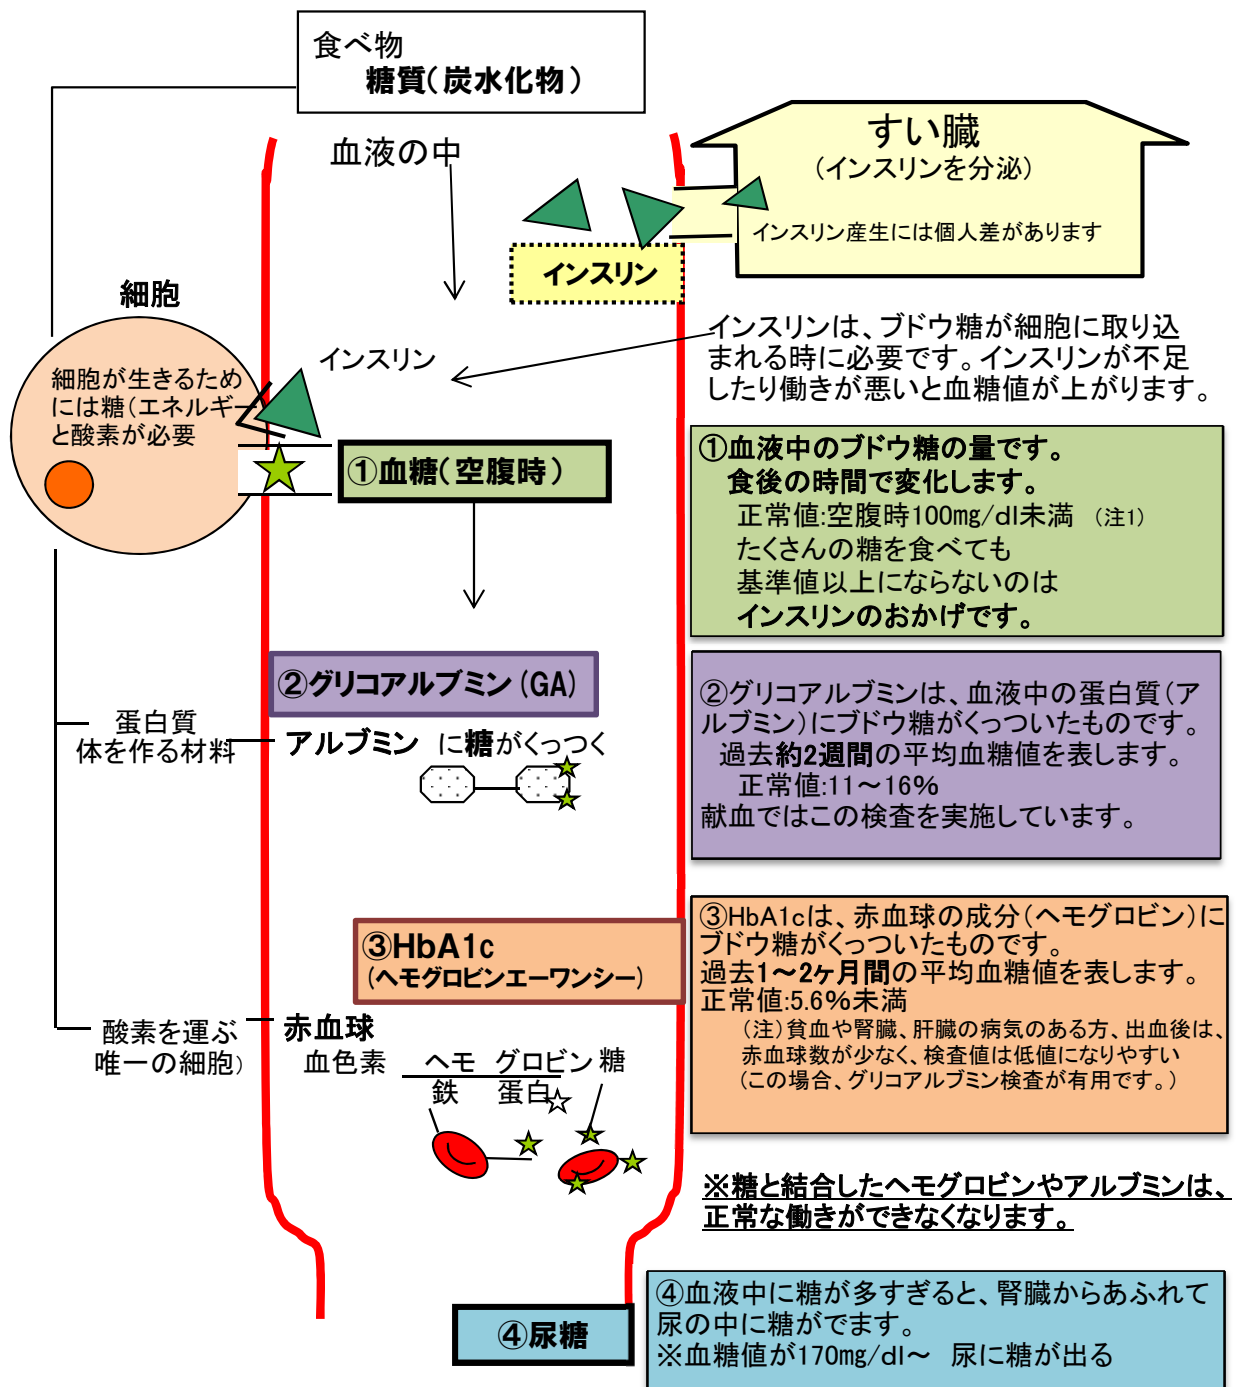 食べ物
糖質（炭水化物）
血液の中
すい臓
（インスリンを分泌）
インスリン産生には個人差があります
インスリン
細胞
細胞が生きるため
には糖（エネルギー
と酸素が必要
インスリン
インスリンは、ブドウ糖が細胞に取り込
まれる時に必要です。インスリンが不足
したり働きが悪いと血糖値が上がります。
①血糖（空腹時）
①血液中のブドウ糖の量です。
食後の時間で変化します。
正常値:空腹時100mg/dl未満 （注1）
たくさんの糖を食べても
基準値以上にならないのは
インスリンのおかげです。
②グリコアルブミン（GA）
蛋白質
体を作る材料
アルブミン に糖がくっつく
②グリコアルブミンは、血液中の蛋白質（ア
ルブミン）にブドウ糖がくっついたものです。
過去約2週間の平均血糖値を表します。
正常値:11～16%
献血ではこの検査を実施しています。
③HbA1c
（ヘモグロビンエーワンシー）
酸素を運ぶ
唯一の細胞）
赤血球
血色素 ヘモ グロビン 糖
鉄 蛋白
③HbA1cは、赤血球の成分（ヘモグロビン）に
ブドウ糖がくっついたものです。
過去1～2ヶ月間の平均血糖値を表します。
正常値:5.6%未満
（注）貧血や腎臓、肝臓の病気のある方、出血後は、
赤血球数が少なく、検査値は低値になりやすい
（この場合、グリコアルブミン検査が有用です。）
※糖と結合したヘモグロビンやアルブミンは、
正常な働きができなくなります。
④尿糖
④血液中に糖が多すぎると、腎臓からあふれて
尿の中に糖がでます。
※血糖値が170mg/dl～ 尿に糖が出る